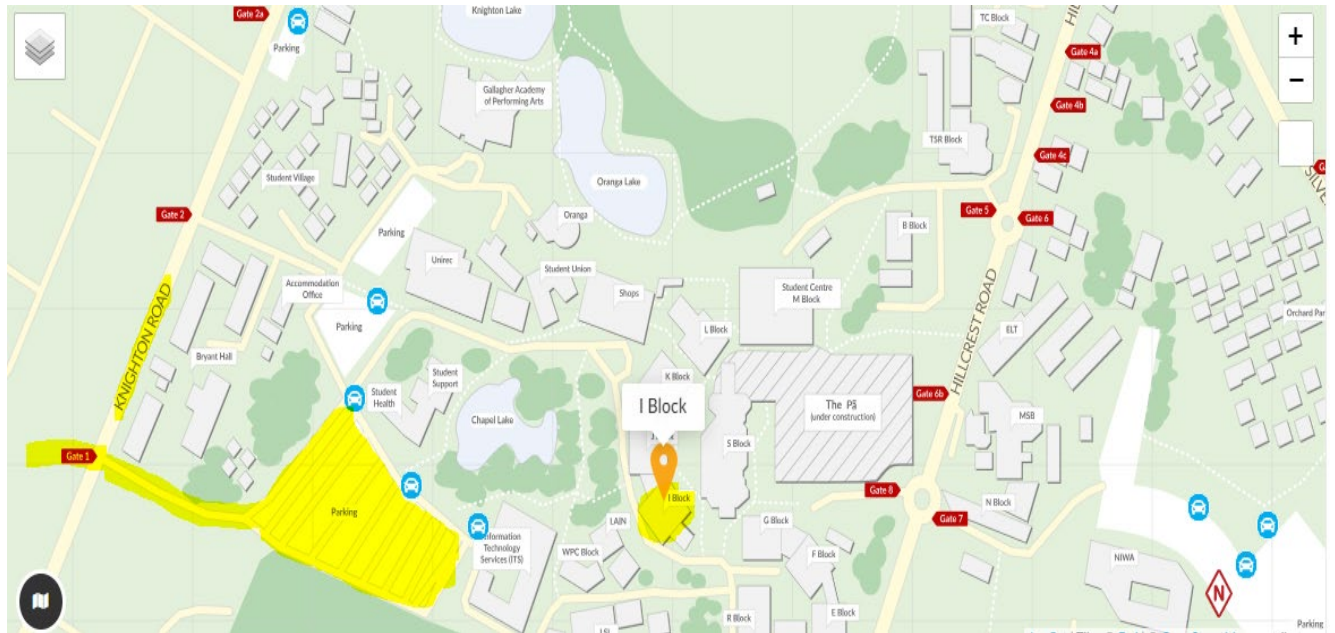 Gate 2a
Knighton Lake
TC Block
Parking
Gate 4a
Gallagher Academy
of Performing Arts
Gate 4b
TSR Block
Gate 4c
Student Village
Oranga Lake
Gate 2
Oranga
Gate 5
Gate 6
Parking
B Block
Unirec
Student Union
Accommodation
Office
Student Centre
M Block
Shops
HILLCREST ROAD
KNIGHTON ROAD
Parking
L Block
ELT
Bryant Hall
Student
Support
K Block
Student
Health
I Block
The Pā
(under construction)
Gate 6b
Chapel Lake
MSB
S Block
Gate 1
I Block
Gate 8
N Block
Parking
LAIN
G Block
Gate 7
Information
Technology
Services (ITS)
WPC Block
F Block
NIWA
N
R Block
E Block
Parking
+
−